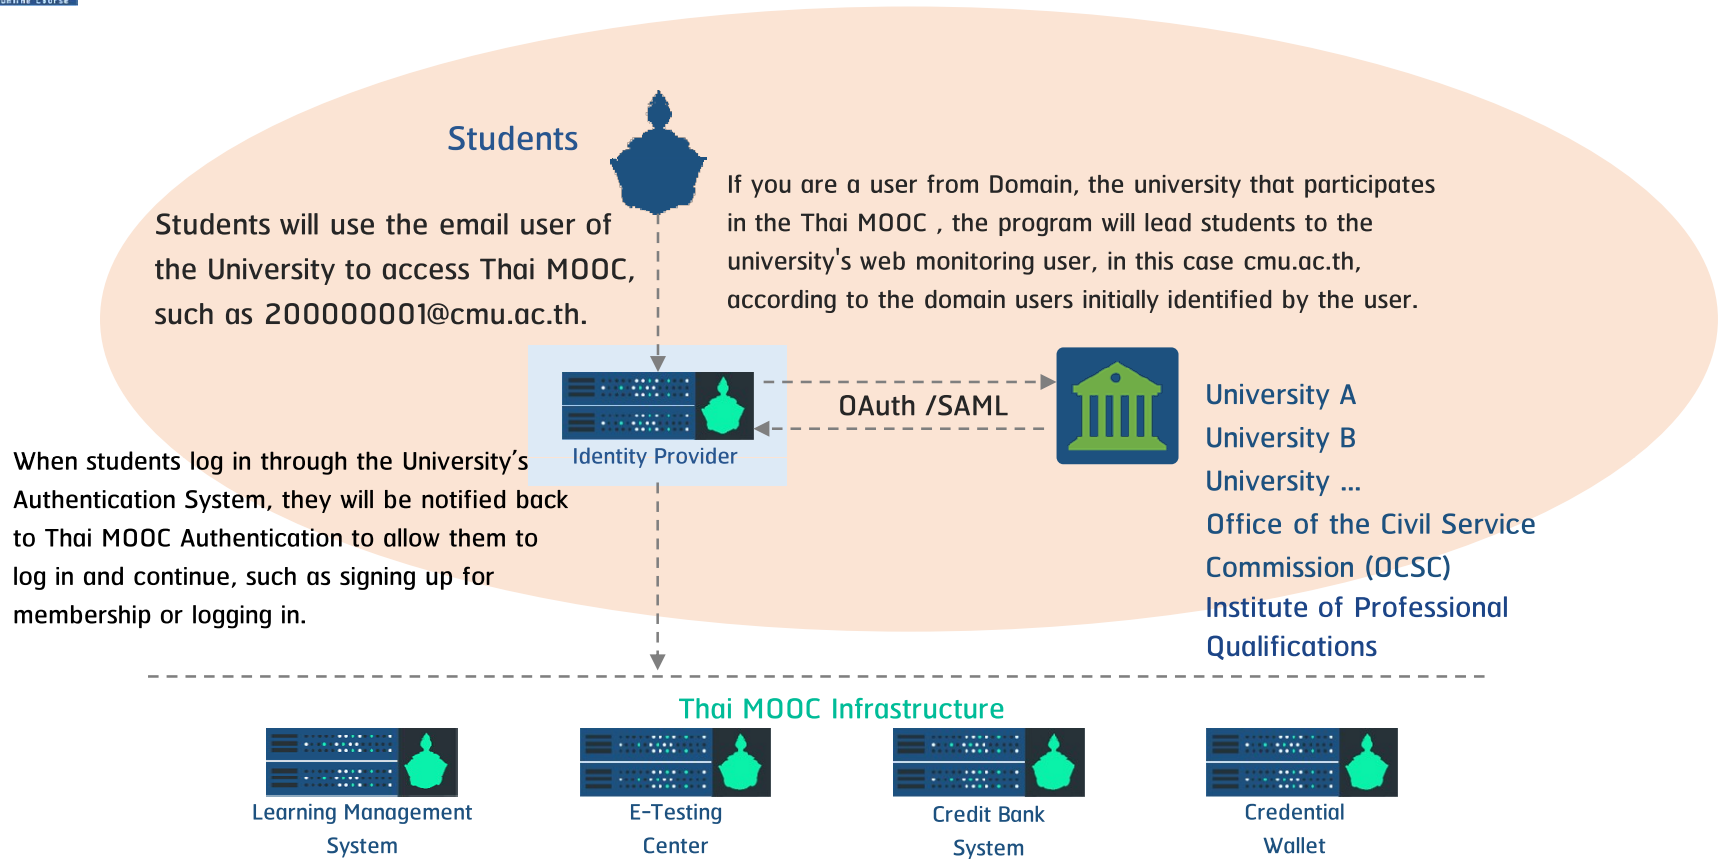 Online Course
Students
Students will use the email user of
the University to access Thai MOOC,
such as 200000001@cmu.ac.th.
If you are a user from Domain, the university that participates
in the Thai MOOC , the program will lead students to the
university's web monitoring user, in this case cmu.ac.th,
according to the domain users initially identified by the user.
OAuth /SAML
Identity Provider
When students log in through the University’s
Authentication System, they will be notified back
to Thai MOOC Authentication to allow them to
log in and continue, such as signing up for
membership or logging in.
University A
University B
University ...
Office of the Civil Service
Commission (OCSC)
Institute of Professional
Qualifications
Thai MOOC Infrastructure
Learning Management
System
E-Testing
Center
Credit Bank
System
Credential
Wallet